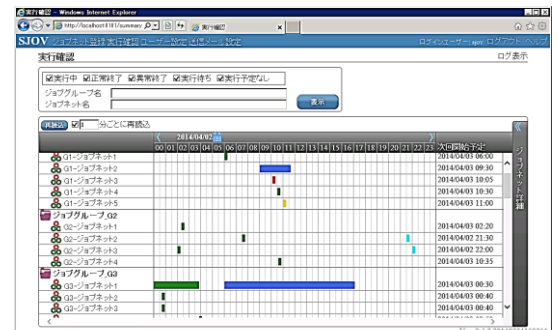 実行確認 - Windows Internet Explorer
http://localhost:8181/summary
実行確認
SJOV ジョブネット登録 実行確認 ユーザー設定 送信メール設定
ログインユーザー: ログアウト ヘルプ
実行確認
ログ表示
実行中 正常終了 異常終了 実行待ち 実行予定なし
ジョブグループ名
ジョブネット名
表示
再読込 分ごとに再読込
2014/04/02
00 01 02 03 04 05 06 07 08 09 10 11 12 13 14 15 16 17 18 19 20 21 22 23 次回開始予定
ジョブネット詳細
G1-ジョブネット1 2014/04/03 06:00
G1-ジョブネット2 2014/04/03 09:30
G1-ジョブネット3 2014/04/03 10:05
G1-ジョブネット4 2014/04/03 10:30
G1-ジョブネット5 2014/04/03 11:00
ジョブグループ_G2
G2-ジョブネット1 2014/04/03 02:20
G2-ジョブネット2 2014/04/02 21:30
G2-ジョブネット3 2014/04/02 22:00
G2-ジョブネット4 2014/04/03 10:35
ジョブグループ_G3
G3-ジョブネット1 2014/04/03 00:30
G3-ジョブネット2 2014/04/03 00:40
G3-ジョブネット3 2014/04/03 00:40